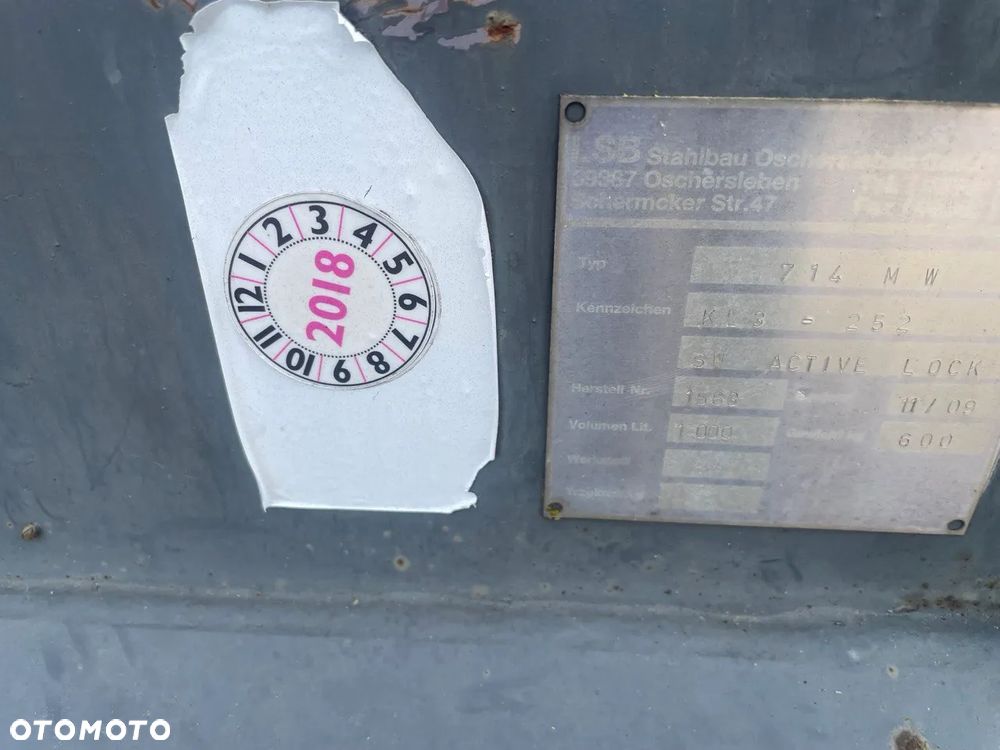 1 2 3 4 5 6 7 8 9 10 11 12
2018
LSB Stahlbau
39387 Oschersleben
Schermcker Str.47
Typ 714 MW
Kennzeichen KL3 - 252
SW ACTIVE LOCK
Herstell-Nr. 1563 11/09
Volumen Lit. 1 000 600
OTOMOTO